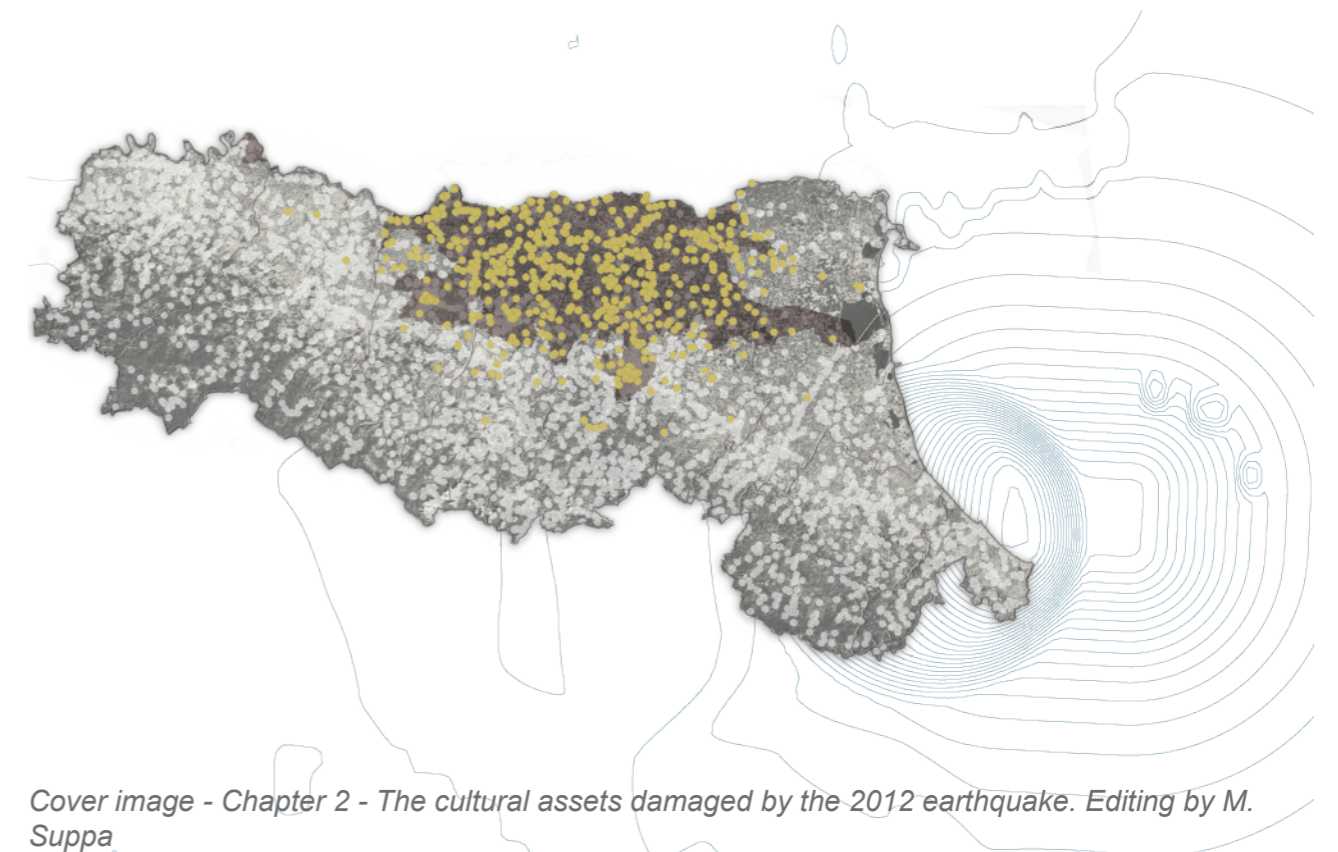 Cover image - Chapter 2 - The cultural assets damaged by the 2012 earthquake. Editing by M.
Suppa